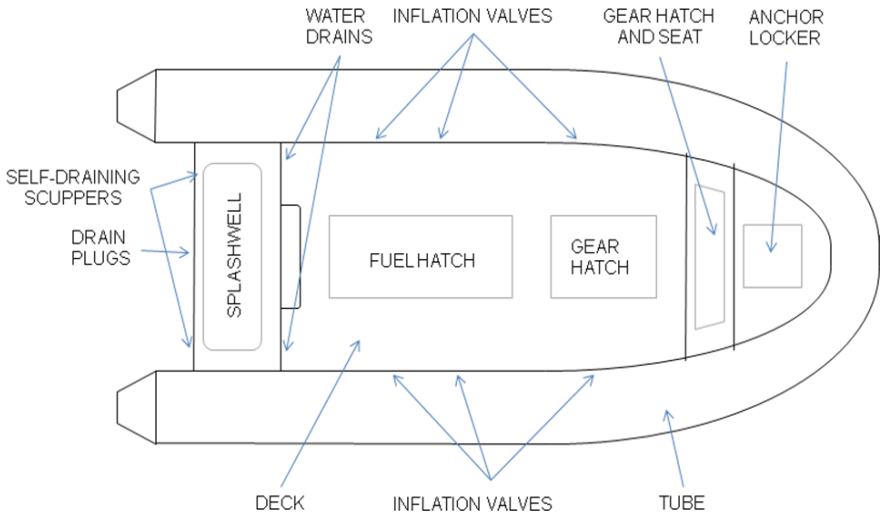 WATER
DRAINS
INFLATION VALVES
GEAR HATCH
AND SEAT
ANCHOR
LOCKER
SELF-DRAINING
SCUPPERS
DRAIN
PLUGS
SPLASHWELL
FUEL HATCH
GEAR
HATCH
DECK
INFLATION VALVES
TUBE